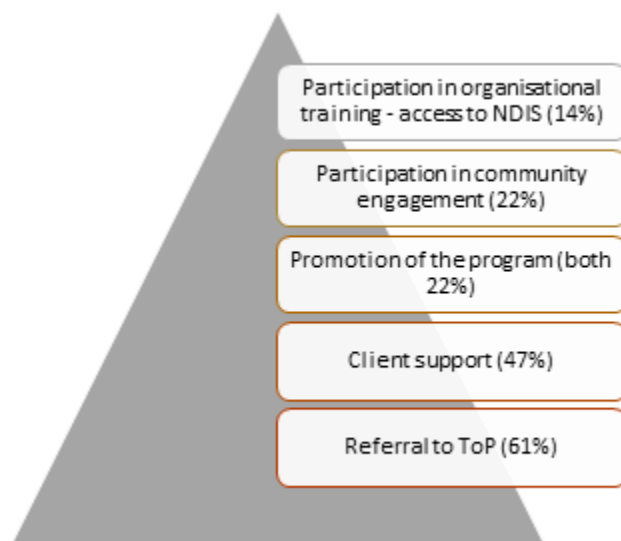 Participation in organisational
training - access to NDIS (14%)
Participation in community
engagement (22%)
Promotion of the program (both
22%)
Client support (47%)
Referral to ToP (61%)